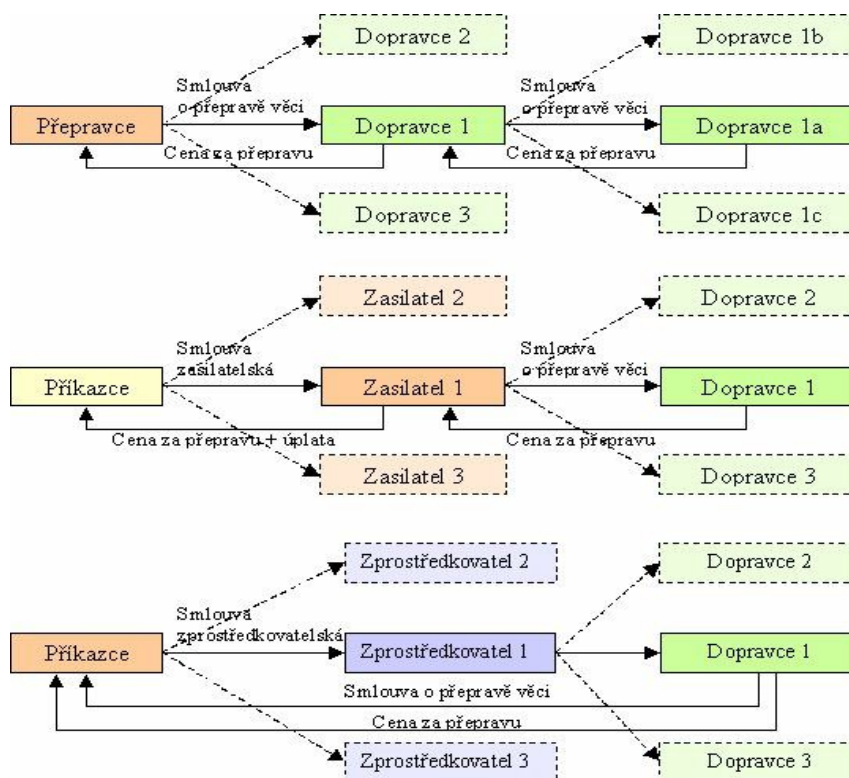 Dopravce 2
Dopravce 1b
Smlouva
o přepravě věci
Smlouva
o přepravě věci
Přepravce
Dopravce 1
Dopravce 1a
Cena za přepravu
Cena za přepravu
Dopravce 3
Dopravce 1c
Zasilatel 2
Dopravce 2
Smlouva
zasilatelská
Smlouva
o přepravě věci
Příkazce
Zasilatel 1
Dopravce 1
Cena za přepravu + úplata
Cena za přepravu
Zasilatel 3
Dopravce 3
Zprostředkovatel 2
Dopravce 2
Smlouva
zprostředkovatelská
Příkazce
Zprostředkovatel 1
Dopravce 1
Smlouva o přepravě věci
Cena za přepravu
Zprostředkovatel 3
Dopravce 3